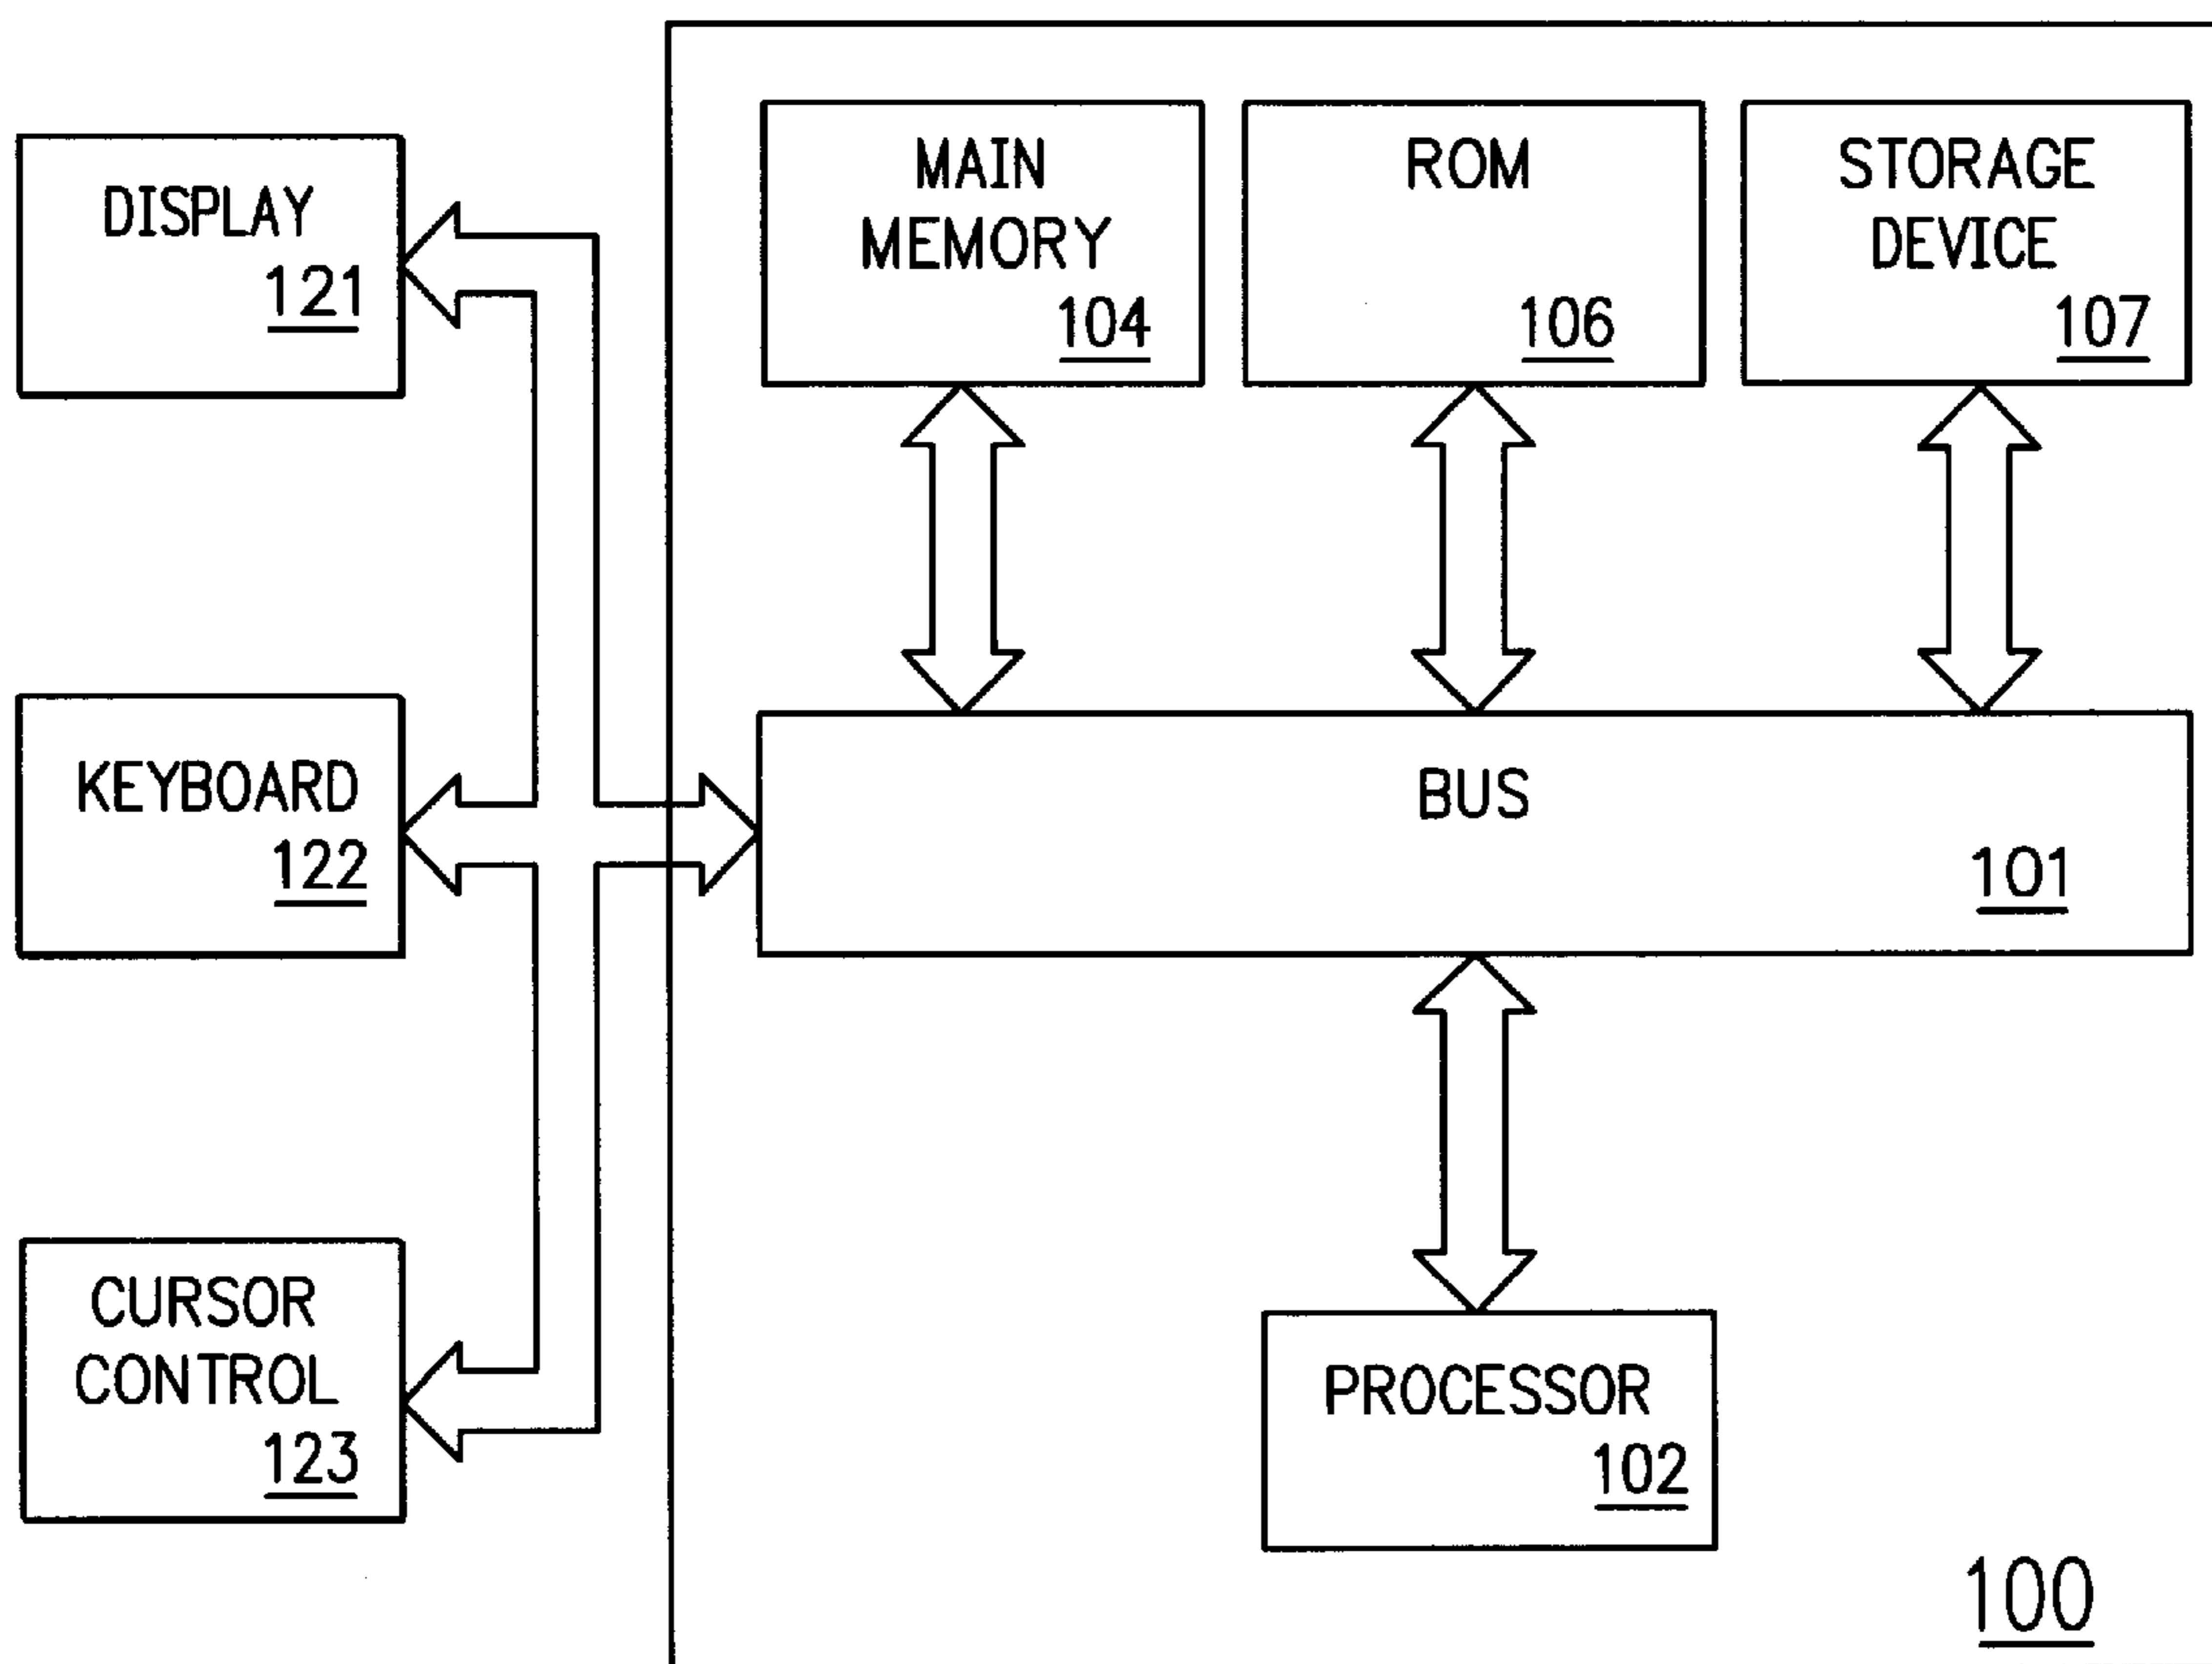 DISPLAY
121
KEYBOARD
122
CURSOR
CONTROL
123
MAIN
MEMORY
104
ROM
106
STORAGE
DEVICE
107
BUS
101
PROCESSOR
102
100